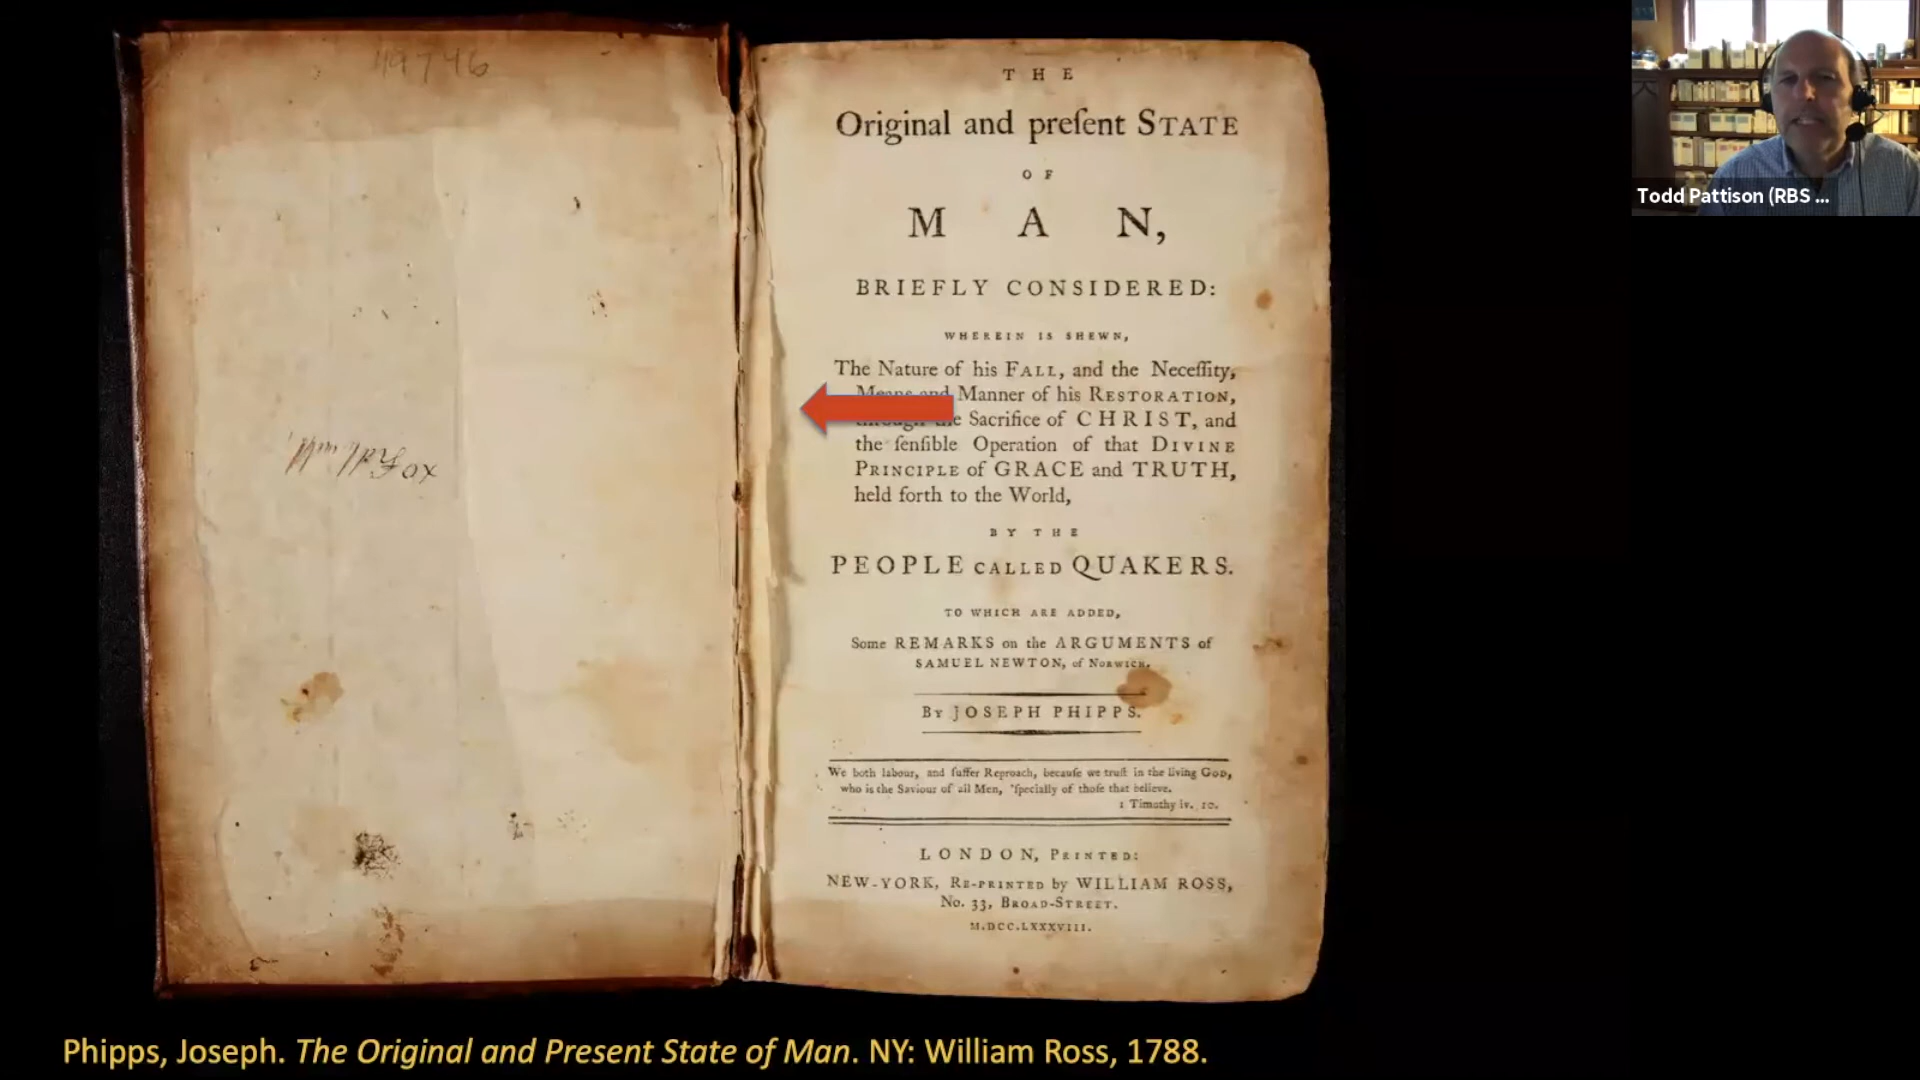 49746
THE
Original and preſent STATE
OF
MAN,
BRIEFLY CONSIDERED:
WHEREIN IS SHEWN,
The Nature of his FALL, and the Neceſſity,
Means and Manner of his RESTORATION,
through the Sacrifice of CHRIST, and
the ſenſible Operation of that DIVINE
PRINCIPLE of GRACE and TRUTH,
held forth to the World,
BY THE
PEOPLE CALLED QUAKERS.
TO WHICH ARE ADDED,
Some REMARKS on the ARGUMENTS of
SAMUEL NEWTON, of NORWICH.
BY JOSEPH PHIPPS.
We both labour, and ſuffer Reproach, becauſe we truſt in the living GOD,
who is the Saviour of all Men, 'ſpecially of thoſe that believe.
1 Timothy iv. 10.
LONDON, PRINTED:
NEW-YORK, RE-PRINTED by WILLIAM ROSS,
No. 33, BROAD-STREET.
M.DCC.LXXXVIII.
Todd Pattison (RBS ...
Phipps, Joseph. The Original and Present State of Man. NY: William Ross, 1788.